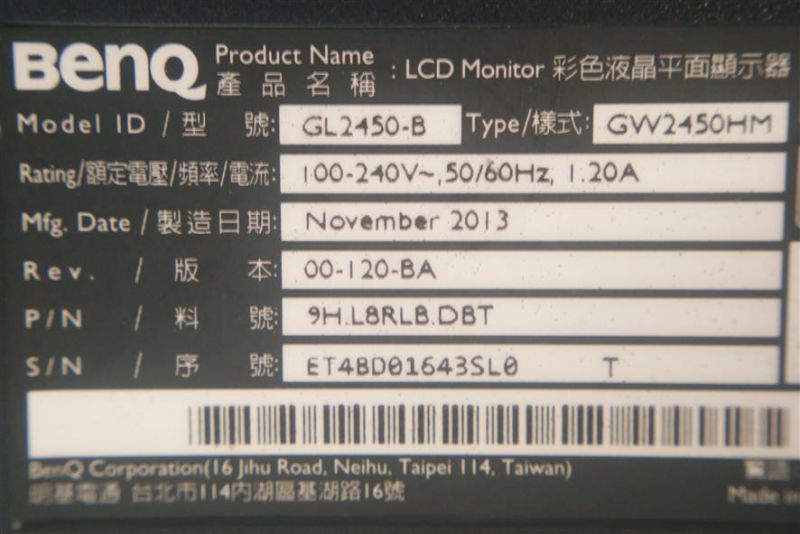 BenQ Product Name : LCD Monitor 彩色液晶平面顯示器
產品名稱
Model ID / 型 號: GL2450-B Type/樣式: GW2450HM
Rating/額定電壓/頻率/電流: 100-240V~,50/60Hz, 1.20A
Mfg. Date / 製造日期: November 2013
Rev. / 版 本: 00-120-BA
P/N / 料 號: 9H.L8RLB.DBT
S/N / 序 號: ET4BD01643SL0 T
BenQ Corporation(16 Jihu Road, Neihu, Taipei 114, Taiwan)
明基電通 台北市114內湖區基湖路16號
Made in